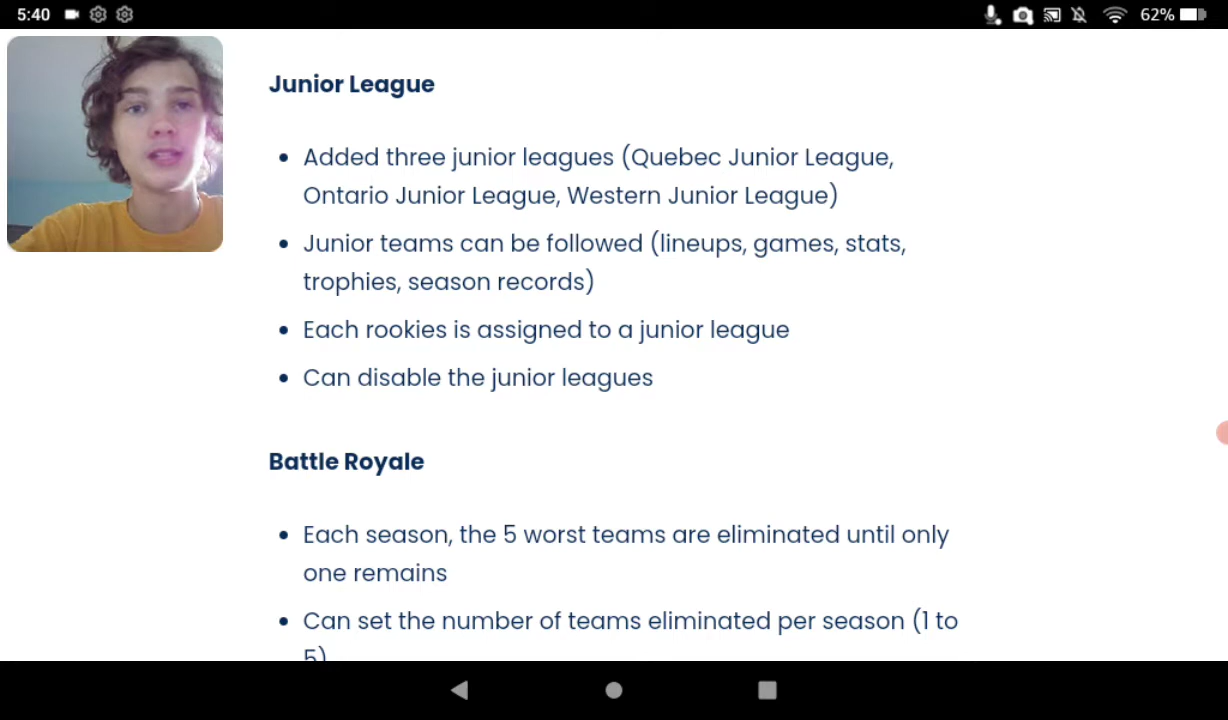 5:40
62%
Junior League
Added three junior leagues (Quebec Junior League,
Ontario Junior League, Western Junior League)
Junior teams can be followed (lineups, games, stats,
trophies, season records)
Each rookies is assigned to a junior league
Can disable the junior leagues
Battle Royale
Each season, the 5 worst teams are eliminated until only
one remains
Can set the number of teams eliminated per season (1 to
5)